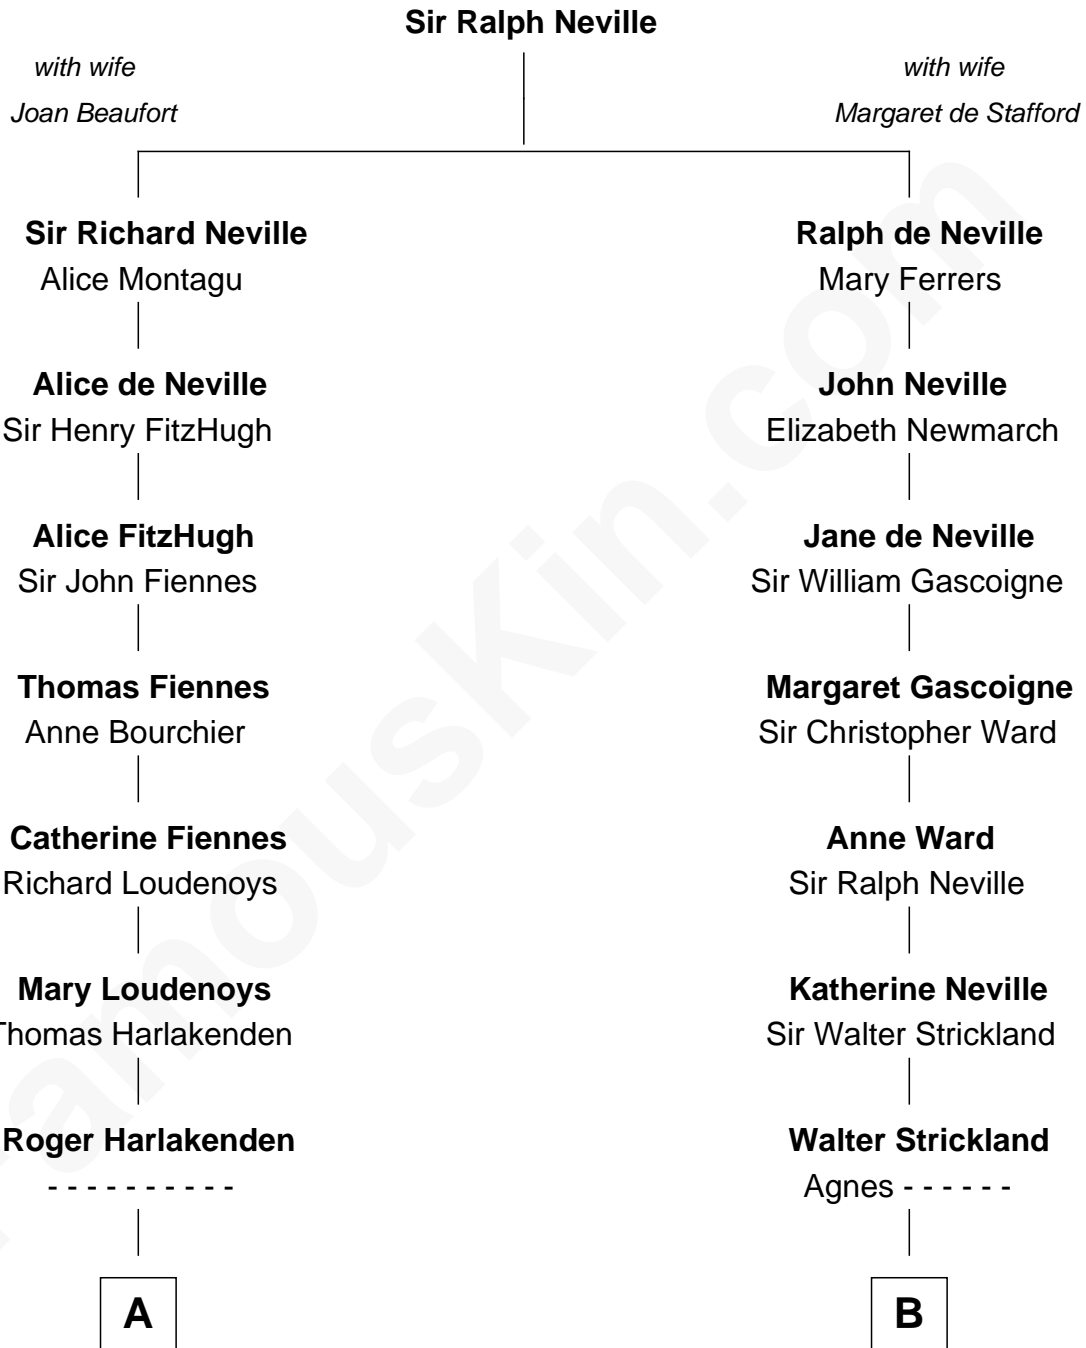 Sir Ralph Neville
with wife
Joan Beaufort
with wife
Margaret de Stafford
Sir Richard Neville
Alice Montagu
Ralph de Neville
Mary Ferrers
Alice de Neville
Sir Henry FitzHugh
John Neville
Elizabeth Newmarch
Alice FitzHugh
Sir John Fiennes
Jane de Neville
Sir William Gascoigne
Thomas Fiennes
Anne Bourchier
Margaret Gascoigne
Sir Christopher Ward
Catherine Fiennes
Richard Loudenoys
Anne Ward
Sir Ralph Neville
Mary Loudenoys
Thomas Harlakenden
Katherine Neville
Sir Walter Strickland
Roger Harlakenden
- - - - - - - - - -
Walter Strickland
Agnes - - - - - -
A
B
FamousKin.com